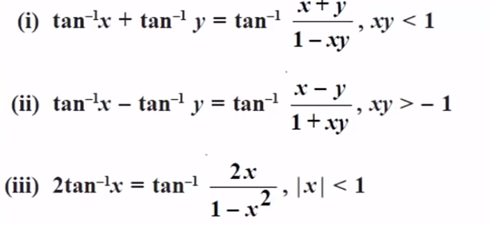 (i) tan⁻¹x + tan⁻¹ y = tan⁻¹ (x + y)/(1 – xy), xy < 1
(ii) tan⁻¹x – tan⁻¹ y = tan⁻¹ (x – y)/(1 + xy), xy > – 1
(iii) 2tan⁻¹x = tan⁻¹ 2x/(1 – x²), |x| < 1